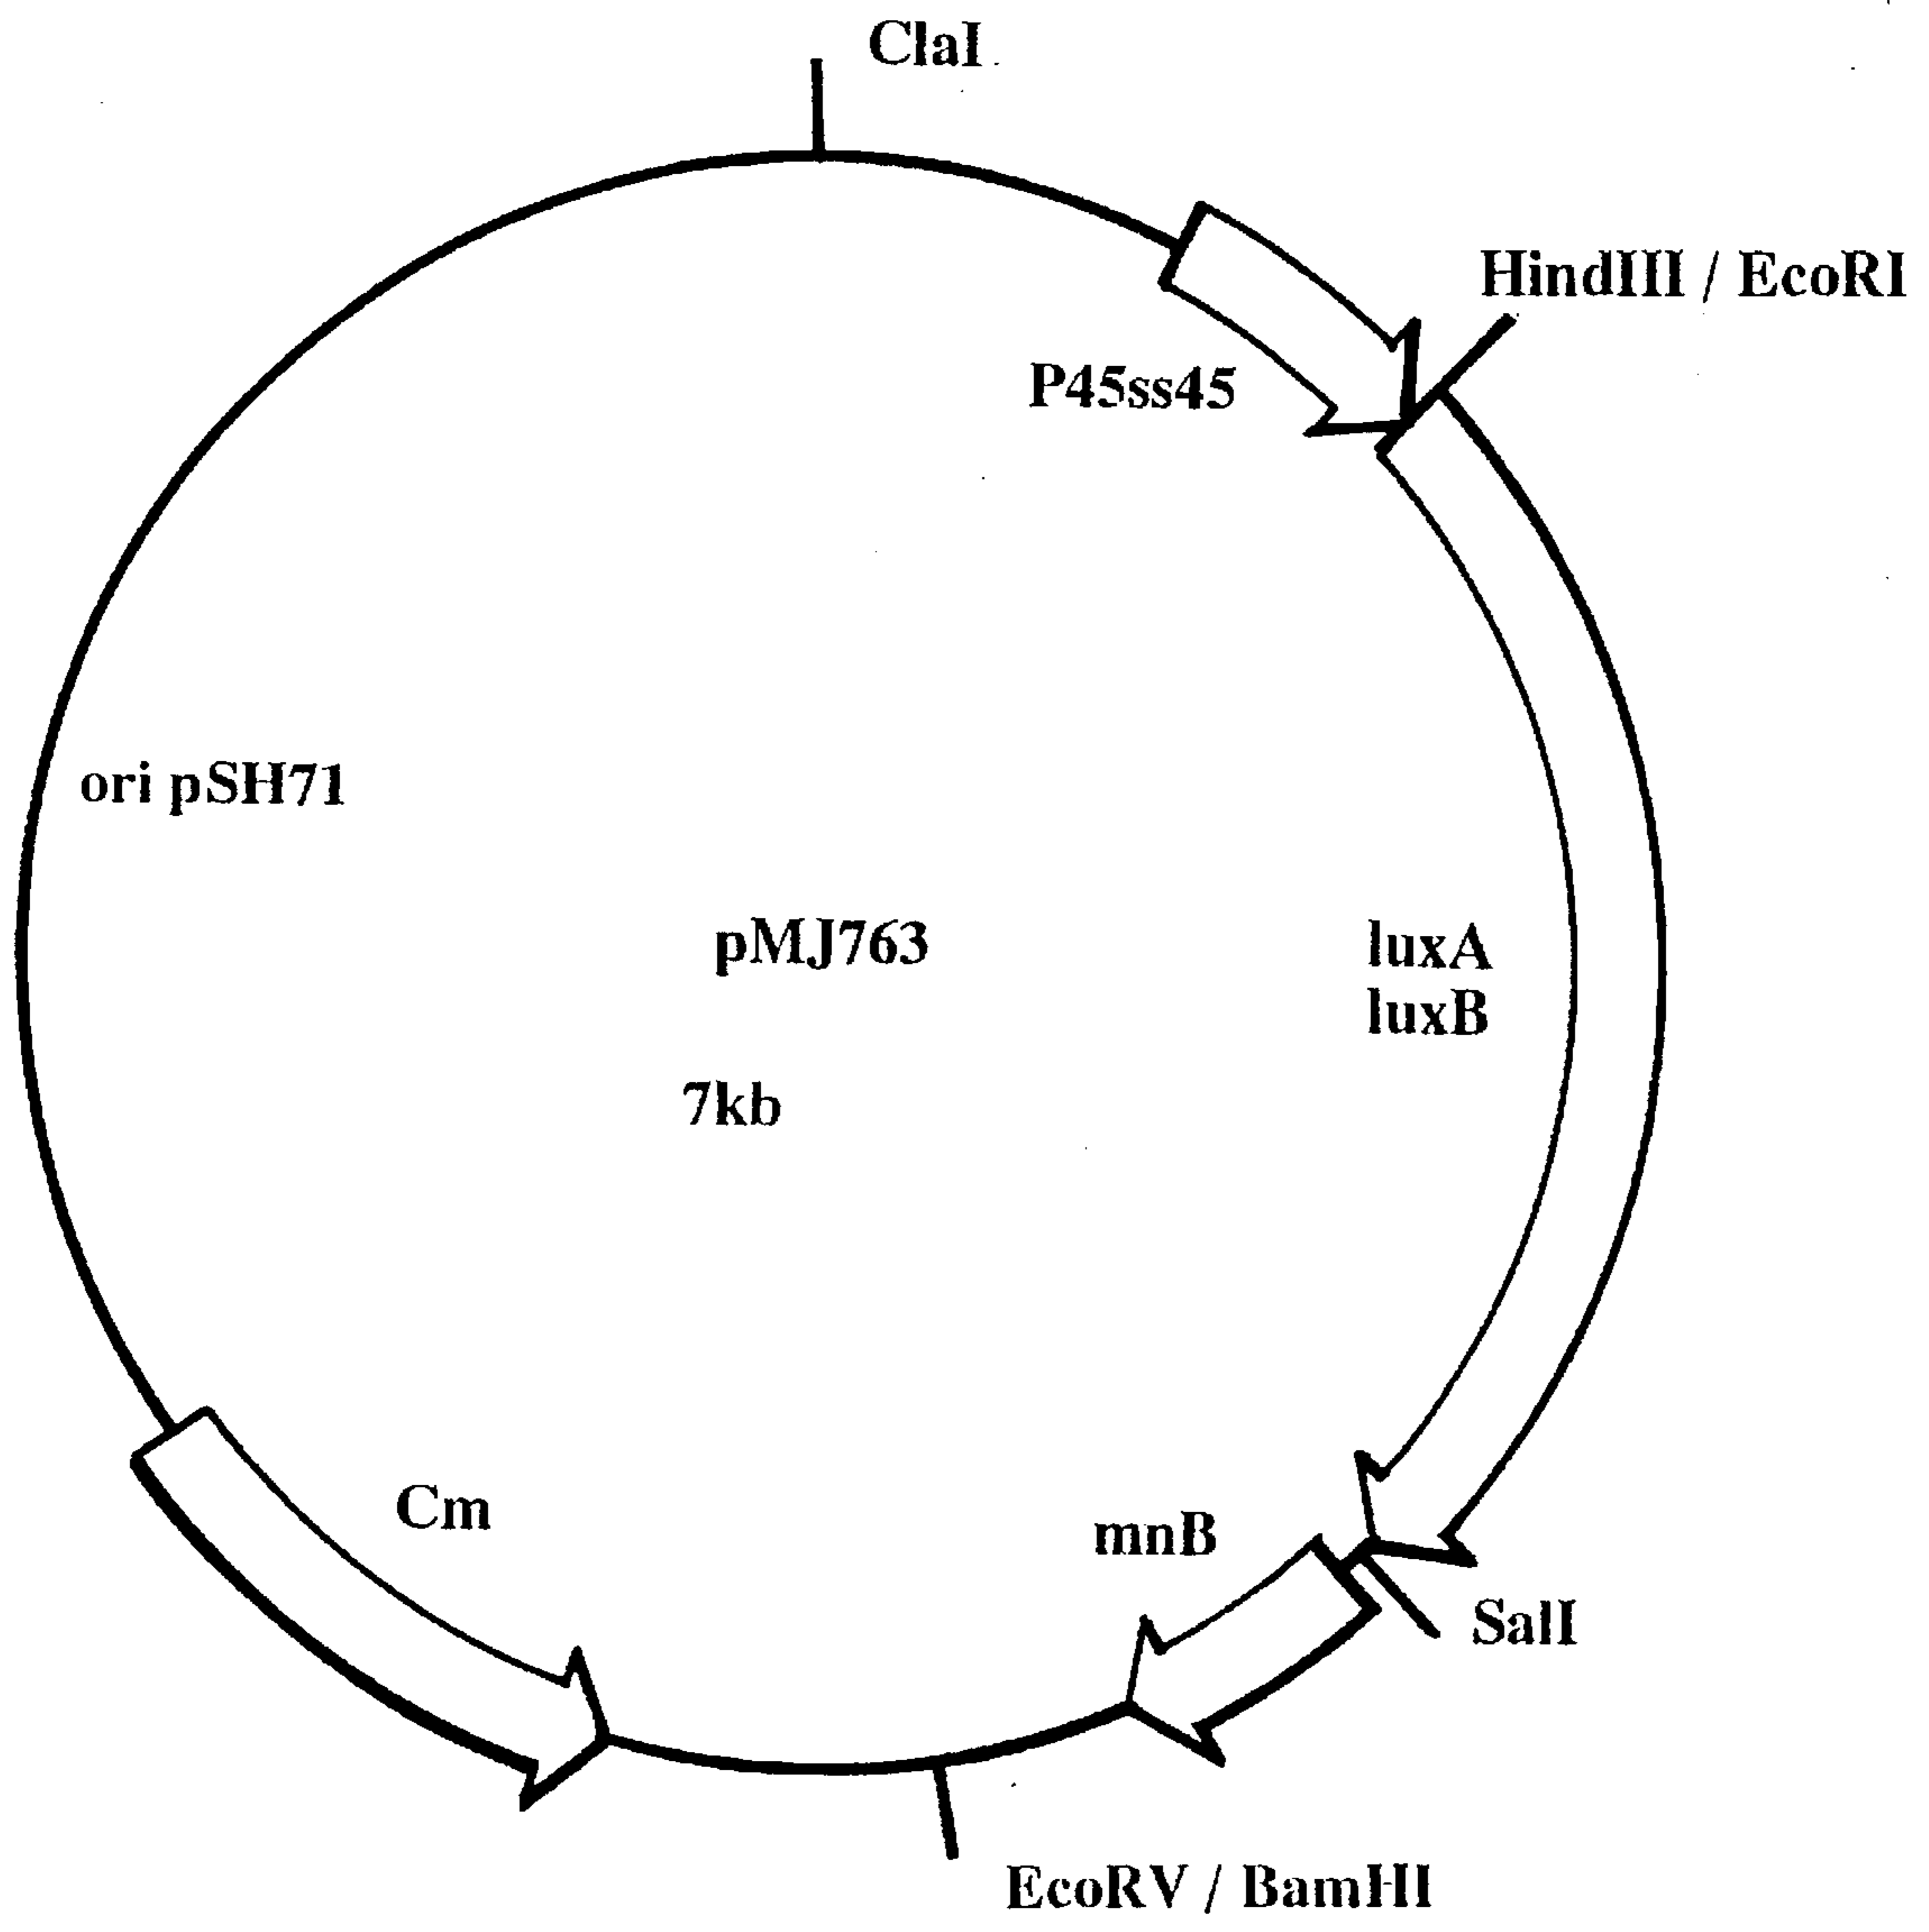 ClaI
HindIII / EcoRI
P45ss45
ori pSH71
pMJ763
luxA
luxB
7kb
Cm
mnB
SalI
EcoRV / BamHI